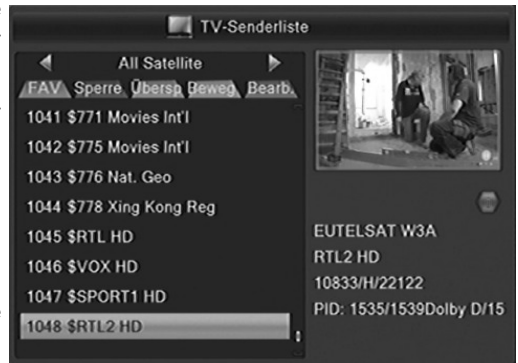 TV-Senderliste
All Satellite
FAV Sperre Übersp Beweg. Bearb.
1041 $771 Movies Int'l
1042 $775 Movies Int'l
1043 $776 Nat. Geo
1044 $778 Xing Kong Reg
1045 $RTL HD
1046 $VOX HD
1047 $SPORT1 HD
1048 $RTL2 HD
EUTELSAT W3A
RTL2 HD
10833/H/22122
PID: 1535/1539Dolby D/15